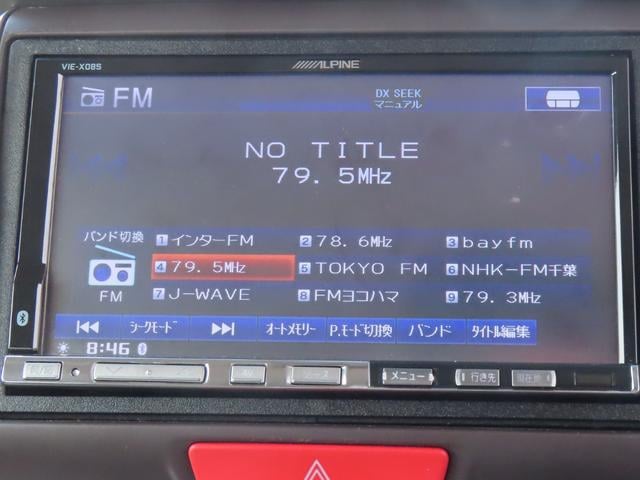 VIE-X08S
ALPINE
FM
DX SEEK
マニュアル
NO TITLE
79.5MHz
バンド切換
FM
1 インターFM
2 78.6MHz
3 bayfm
4 79.5MHz
5 TOKYO FM
6 NHK-FM千葉
7 J-WAVE
8 FMヨコハマ
9 79.3MHz
シークモード
オートメモリー
P.モード切換
バンド
タイトル編集
8:46
AV
ソース
メニュー
行き先
現在地